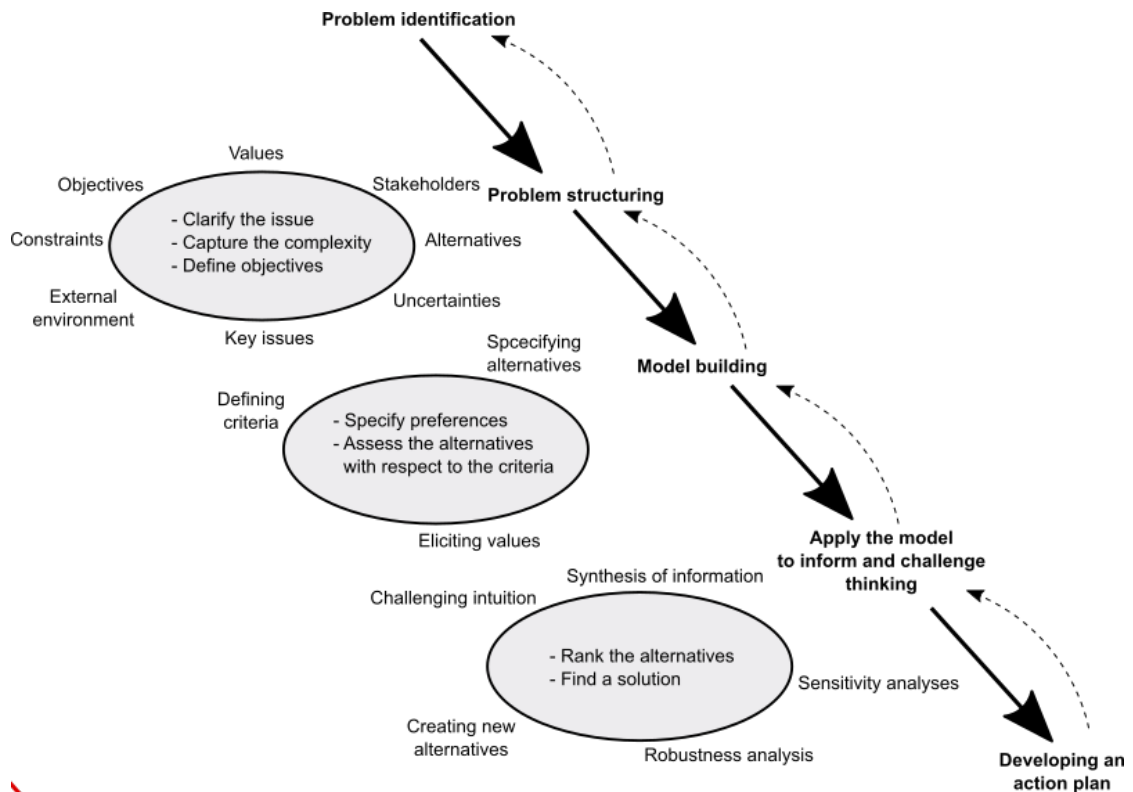 Problem identification
Values
Objectives
Stakeholders
Problem structuring
- Clarify the issue
- Capture the complexity
- Define objectives
Constraints
Alternatives
External
environment
Uncertainties
Key issues
Spcecifying
alternatives
Model building
Defining
criteria
- Specify preferences
- Assess the alternatives
with respect to the criteria
Eliciting values
Apply the model
to inform and challenge
thinking
Synthesis of information
Challenging intuition
- Rank the alternatives
- Find a solution
Sensitivity analyses
Creating new
alternatives
Robustness analysis
Developing an
action plan